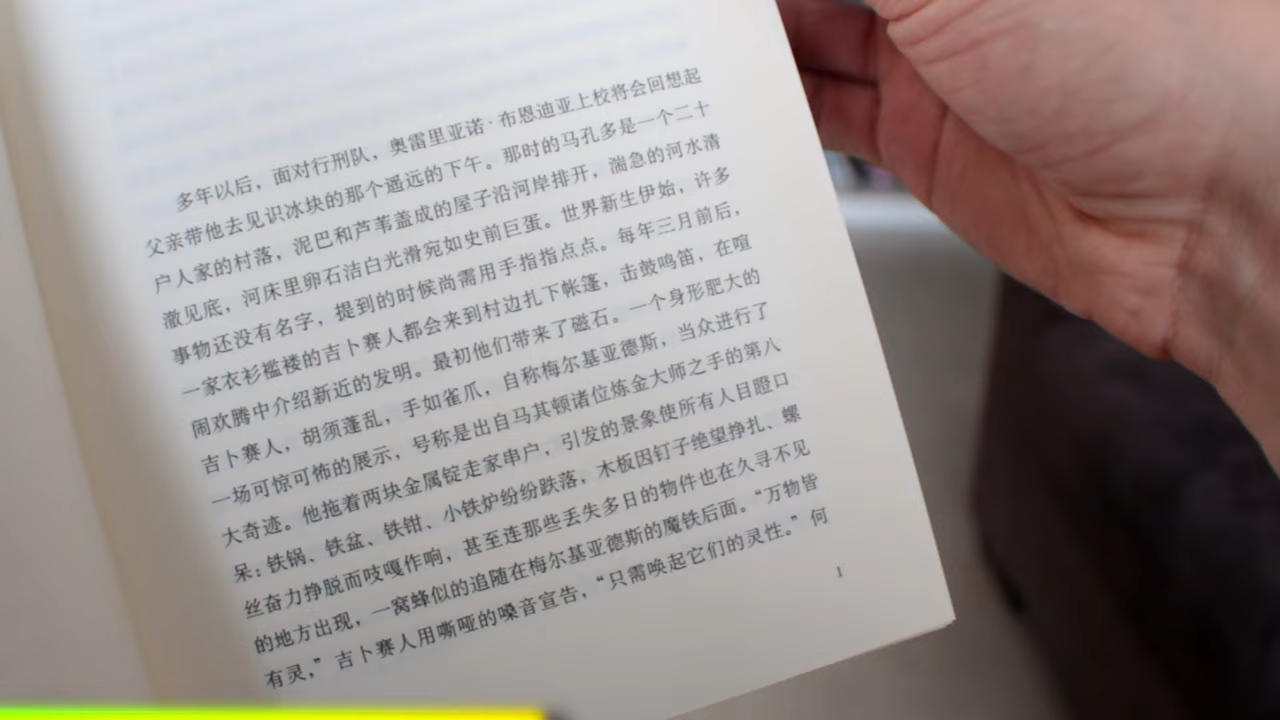 多年以后，面对行刑队，奥雷里亚诺·布恩迪亚上校将会回想起
父亲带他去见识冰块的那个遥远的下午。那时的马孔多是一个二十
户人家的村落，泥巴和芦苇盖成的屋子沿河岸排开，湍急的河水清
澈见底，河床里卵石洁白光滑宛如史前巨蛋。世界新生伊始，许多
事物还没有名字，提到的时候尚需用手指指点点。每年三月前后，
一家衣衫褴褛的吉卜赛人都会来到村边扎下帐篷，击鼓鸣笛，在喧
闹欢腾中介绍新近的发明。最初他们带来了磁石。一个身形肥大的
吉卜赛人，胡须蓬乱，手如雀爪，自称梅尔基亚德斯，当众进行了
一场可惊可怖的展示，号称是出自马其顿诸位炼金大师之手的第八
大奇迹。他拖着两块金属锭走家串户，引发的景象使所有人目瞪口
呆：铁锅、铁盆、铁钳、小铁炉纷纷跌落，木板因钉子绝望挣扎、螺
丝奋力挣脱而吱嘎作响，甚至连那些丢失多日的物件也在久寻不见
的地方出现，一窝蜂似的追随在梅尔基亚德斯的魔铁后面。“万物皆
有灵，”吉卜赛人用嘶哑的嗓音宣告，“只需唤起它们的灵性。”何
1